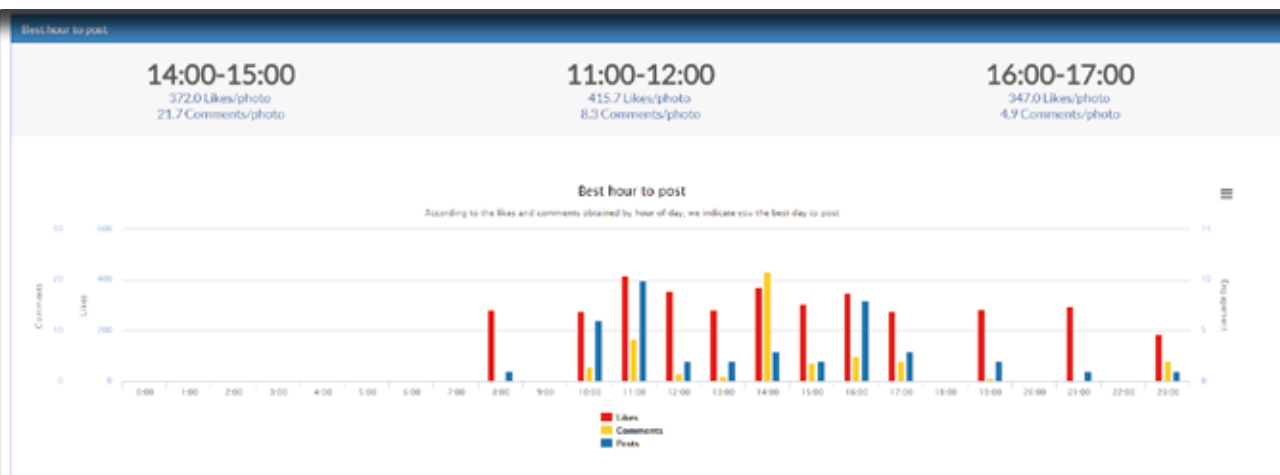 Best hour to post
14:00-15:00
372.0 Likes/photo
21.7 Comments/photo
11:00-12:00
415.7 Likes/photo
8.3 Comments/photo
16:00-17:00
347.0 Likes/photo
4.9 Comments/photo
Best hour to post
According to the likes and comments obtained by hour of day, we indicate you the best day to post
30 500 15
20 400 10
10 200 5
0 0 0
Comments
Likes
Engagement
0:00 1:00 2:00 3:00 4:00 5:00 6:00 7:00 8:00 9:00 10:00 11:00 12:00 13:00 14:00 15:00 16:00 17:00 18:00 19:00 20:00 21:00 22:00 23:00
Likes
Comments
Posts